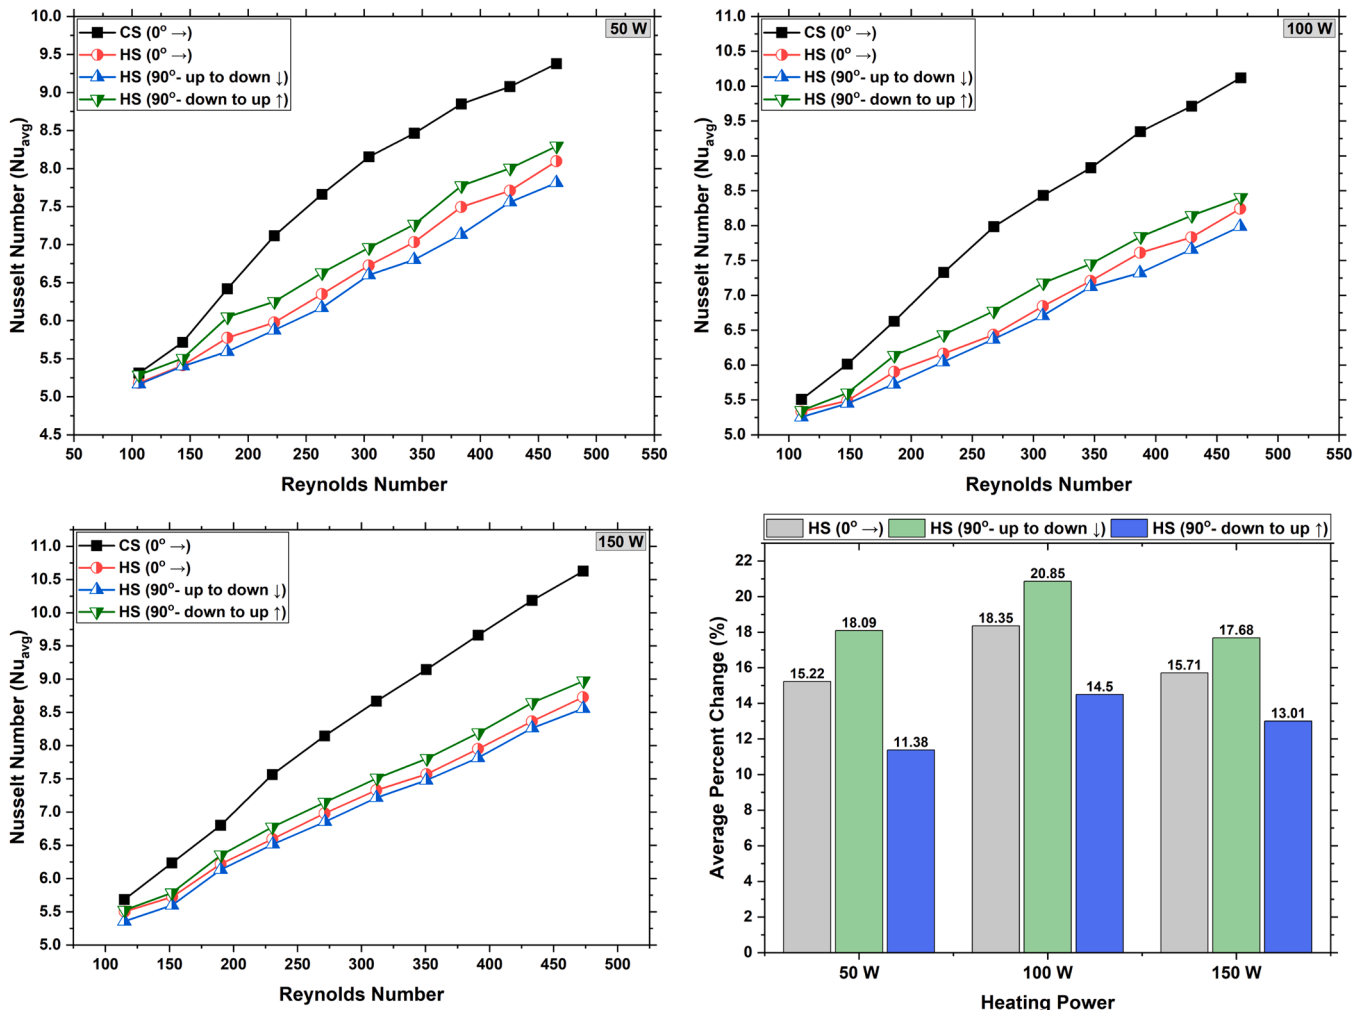 50 W
CS (0° →)
HS (0° →)
HS (90°- up to down ↓)
HS (90°- down to up ↑)
Nusselt Number (Nu_avg)
10.0
9.5
9.0
8.5
8.0
7.5
7.0
6.5
6.0
5.5
5.0
4.5
50 100 150 200 250 300 350 400 450 500 550
Reynolds Number
100 W
CS (0° →)
HS (0° →)
HS (90°- up to down ↓)
HS (90°- down to up ↑)
Nusselt Number (Nu_avg)
11.0
10.5
10.0
9.5
9.0
8.5
8.0
7.5
7.0
6.5
6.0
5.5
5.0
100 150 200 250 300 350 400 450 500 550
Reynolds Number
150 W
CS (0° →)
HS (0° →)
HS (90°- up to down ↓)
HS (90°- down to up ↑)
Nusselt Number (Nu_avg)
11.0
10.5
10.0
9.5
9.0
8.5
8.0
7.5
7.0
6.5
6.0
5.5
5.0
100 150 200 250 300 350 400 450 500
Reynolds Number
HS (0° →) HS (90°- up to down ↓) HS (90°- down to up ↑)
Average Percent Change (%)
22
20
18
16
14
12
10
8
6
4
2
0
15.22 18.09 11.38
18.35 20.85 14.5
15.71 17.68 13.01
50 W 100 W 150 W
Heating Power